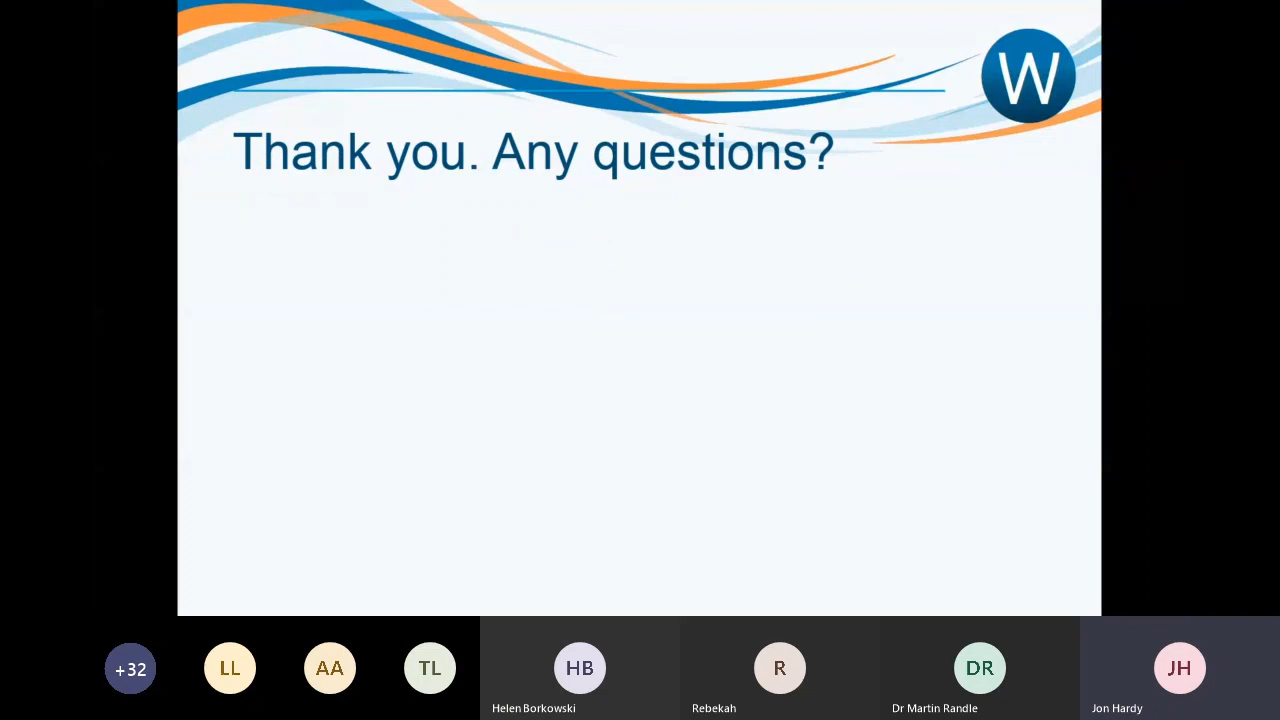 W
Thank you. Any questions?
+32
LL
AA
TL
HB
R
DR
JH
Helen Borkowski
Rebekah
Dr Martin Randle
Jon Hardy